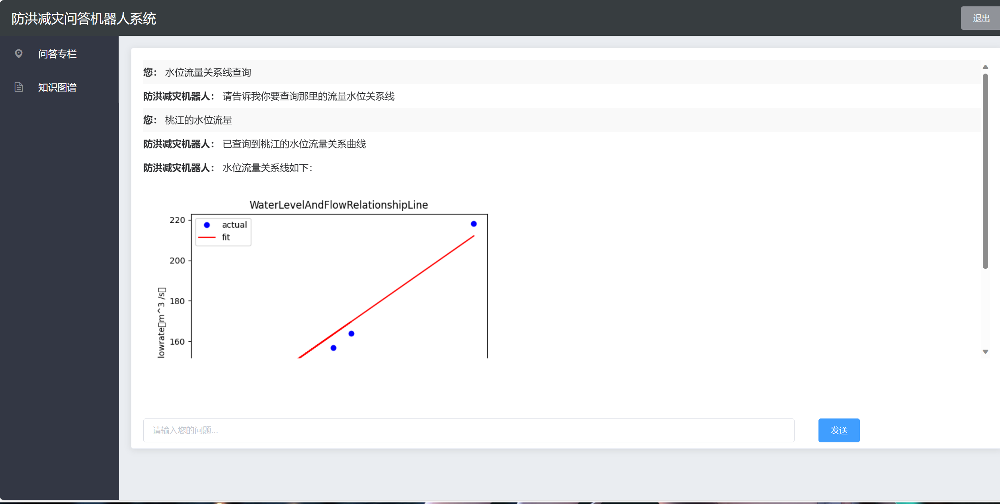 防洪减灾问答机器人系统
退出
问答专栏
知识图谱
您： 水位流量关系线查询
防洪减灾机器人： 请告诉我你要查询那里的流量水位关系线
您： 桃江的水位流量
防洪减灾机器人： 已查询到桃江的水位流量关系曲线
防洪减灾机器人： 水位流量关系线如下：
WaterLevelAndFlowRelationshipLine
actual
fit
220
200
180
160
lowrate▯m^3 /s▯
请输入您的问题...
发送